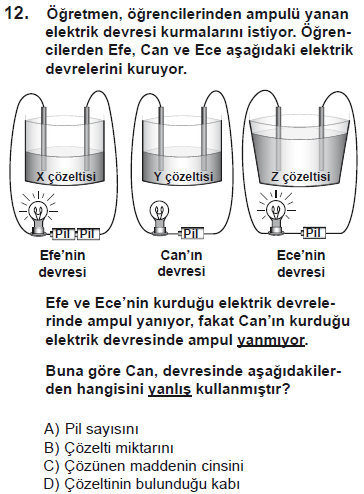 12. Öğretmen, öğrencilerinden ampulü yanan
elektrik devresi kurmalarını istiyor. Öğren-
cilerden Efe, Can ve Ece aşağıdaki elektrik
devrelerini kuruyor.
X çözeltisi Y çözeltisi Z çözeltisi
Pil Pil Pil Pil
Efe’nin devresi
Can’ın devresi
Ece’nin devresi
Efe ve Ece’nin kurduğu elektrik devrele-
rinde ampul yanıyor, fakat Can’ın kurduğu
elektrik devresinde ampul yanmıyor.
Buna göre Can, devresinde aşağıdakiler-
den hangisini yanlış kullanmıştır?
A) Pil sayısını
B) Çözelti miktarını
C) Çözünen maddenin cinsini
D) Çözeltinin bulunduğu kabı